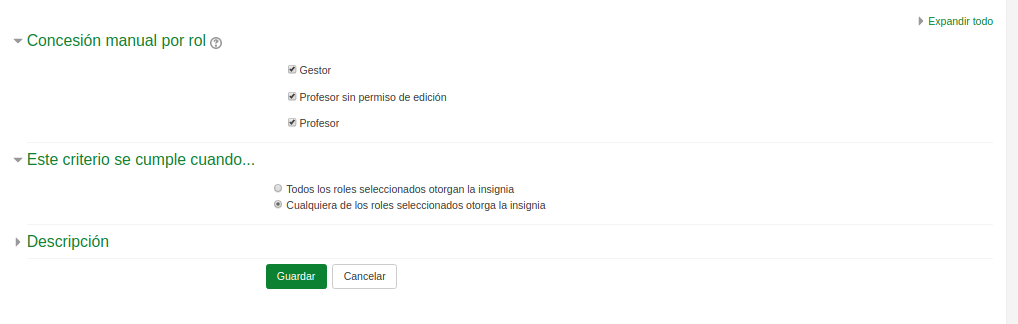 Expandir todo
Concesión manual por rol
Gestor
Profesor sin permiso de edición
Profesor
Este criterio se cumple cuando...
Todos los roles seleccionados otorgan la insignia
Cualquiera de los roles seleccionados otorga la insignia
Descripción
Guardar Cancelar